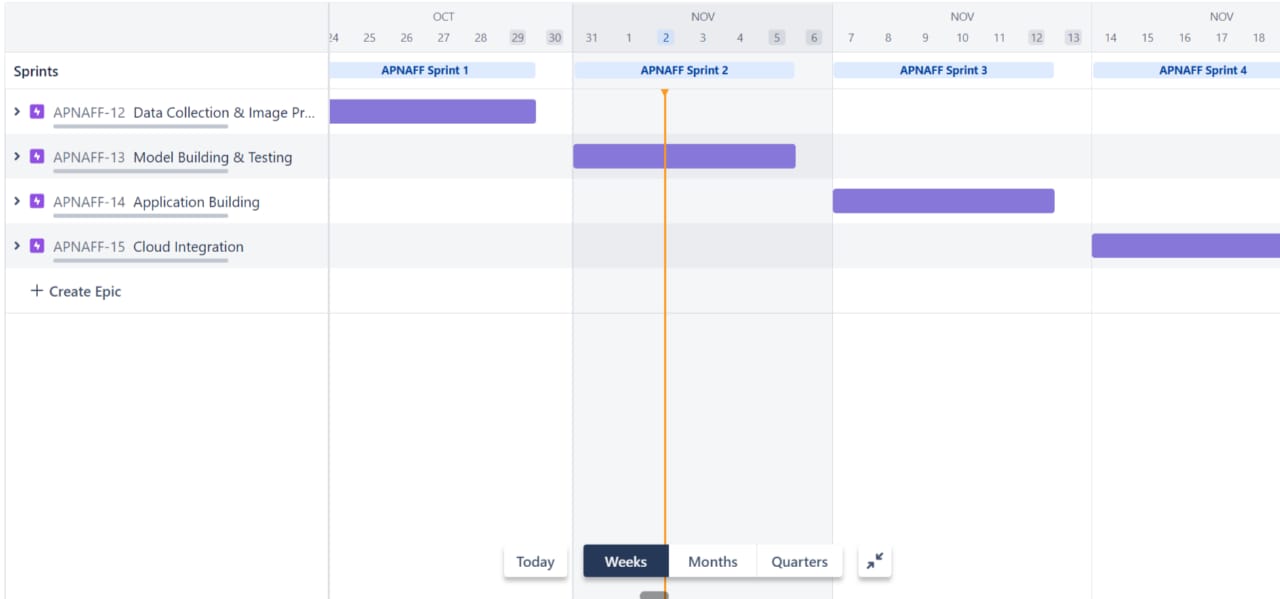 OCT NOV NOV NOV
24 25 26 27 28 29 30 31 1 2 3 4 5 6 7 8 9 10 11 12 13 14 15 16 17 18
Sprints APNAFF Sprint 1 APNAFF Sprint 2 APNAFF Sprint 3 APNAFF Sprint 4
APNAFF-12 Data Collection & Image Pr...
APNAFF-13 Model Building & Testing
APNAFF-14 Application Building
APNAFF-15 Cloud Integration
+ Create Epic
Today Weeks Months Quarters